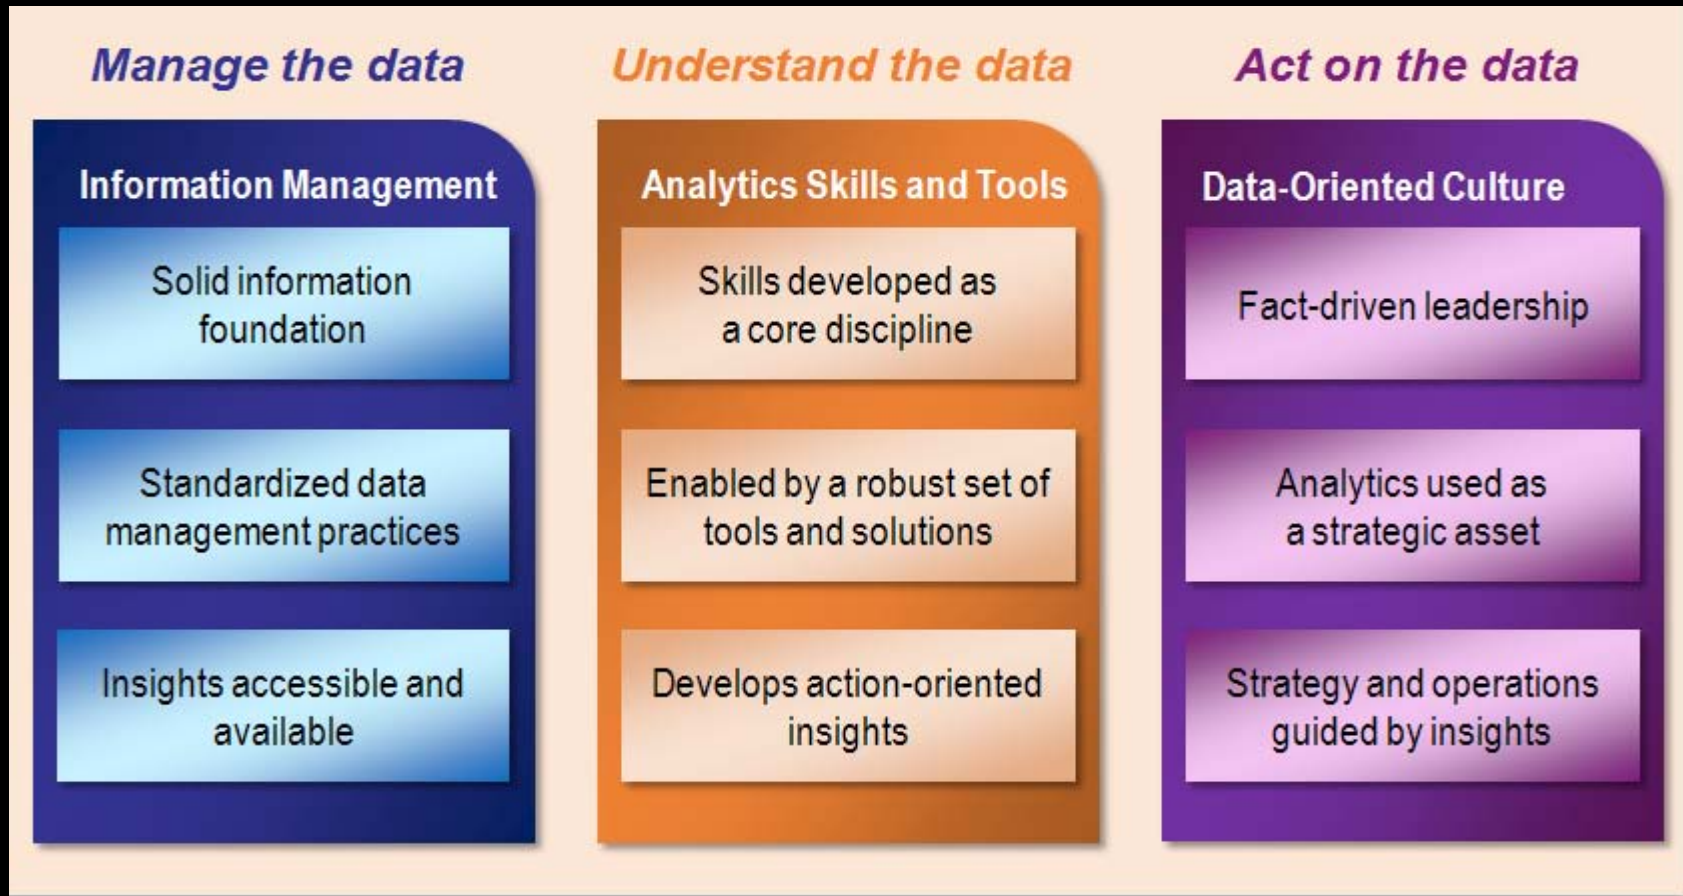 Manage the data
Understand the data
Act on the data
Information Management
Solid information
foundation
Standardized data
management practices
Insights accessible and
available
Analytics Skills and Tools
Skills developed as
a core discipline
Enabled by a robust set of
tools and solutions
Develops action-oriented
insights
Data-Oriented Culture
Fact-driven leadership
Analytics used as
a strategic asset
Strategy and operations
guided by insights